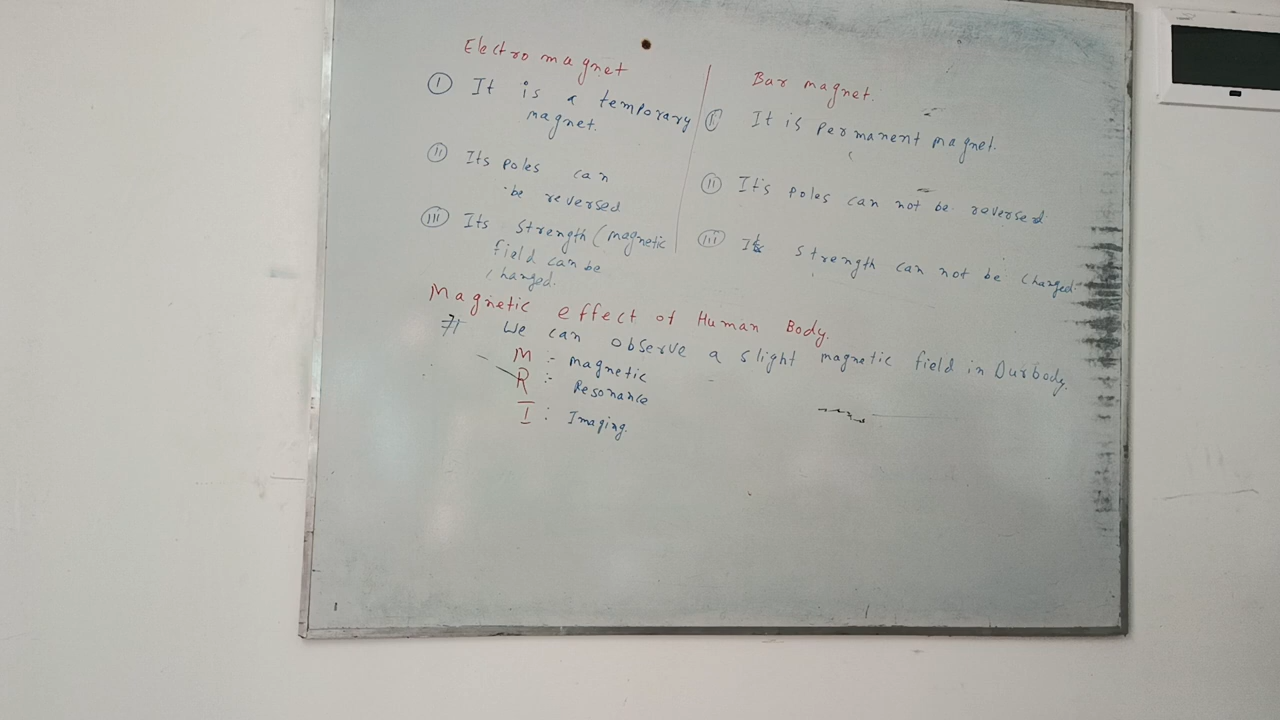 Electro magnet
(I) It is a temporary
magnet.
(II) Its poles can
be reversed
(III) Its strength (magnetic
field can be
changed.
Bar magnet.
(I) It is permanent magnet.
(II) It's poles can not be reversed
(III) Its strength can not be changed
Magnetic effect of Human Body.
We can observe a slight magnetic field in Our body.
M :- magnetic
R :- Resonance
I : Imaging.